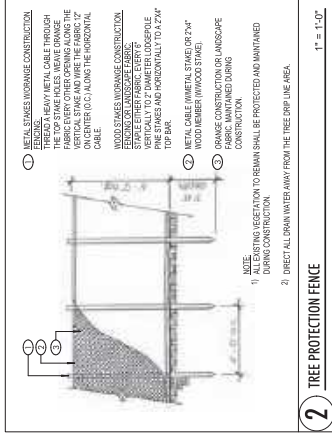 ① METAL STAKES W/ORANGE CONSTRUCTION
FENCING.
THREAD A HEAVY METAL CABLE THROUGH
THE TOP STAKE HOLES. WEAVE ORANGE
FABRIC EVERY OTHER OPENING ALONG THE
VERTICAL STAKE AND WIRE THE FABRIC 12"
ON CENTER (O.C.) ALONG THE HORIZONTAL
CABLE.
WOOD STAKES W/ORANGE CONSTRUCTION
FENCING OR LANDSCAPE FABRIC.
STAPLE EITHER FABRIC, EVERY 6"
VERTICALLY TO 2" DIAMETER LODGEPOLE
PINE STAKES AND HORIZONTALLY TO A 2"X4"
TOP BAR.
② METAL CABLE (W/METAL STAKE) OR 2"x4"
WOOD MEMBER (W/WOOD STAKE).
③ ORANGE CONSTRUCTION OR LANDSCAPE
FABRIC. MAINTAINED DURING
CONSTRUCTION.
①
②
③
NOTE:
1) ALL EXISTING VEGETATION TO REMAIN SHALL BE PROTECTED AND MAINTAINED
DURING CONSTRUCTION.
2) DIRECT ALL DRAIN WATER AWAY FROM THE TREE DRIP LINE AREA.
2 TREE PROTECTION FENCE 1" = 1'-0"